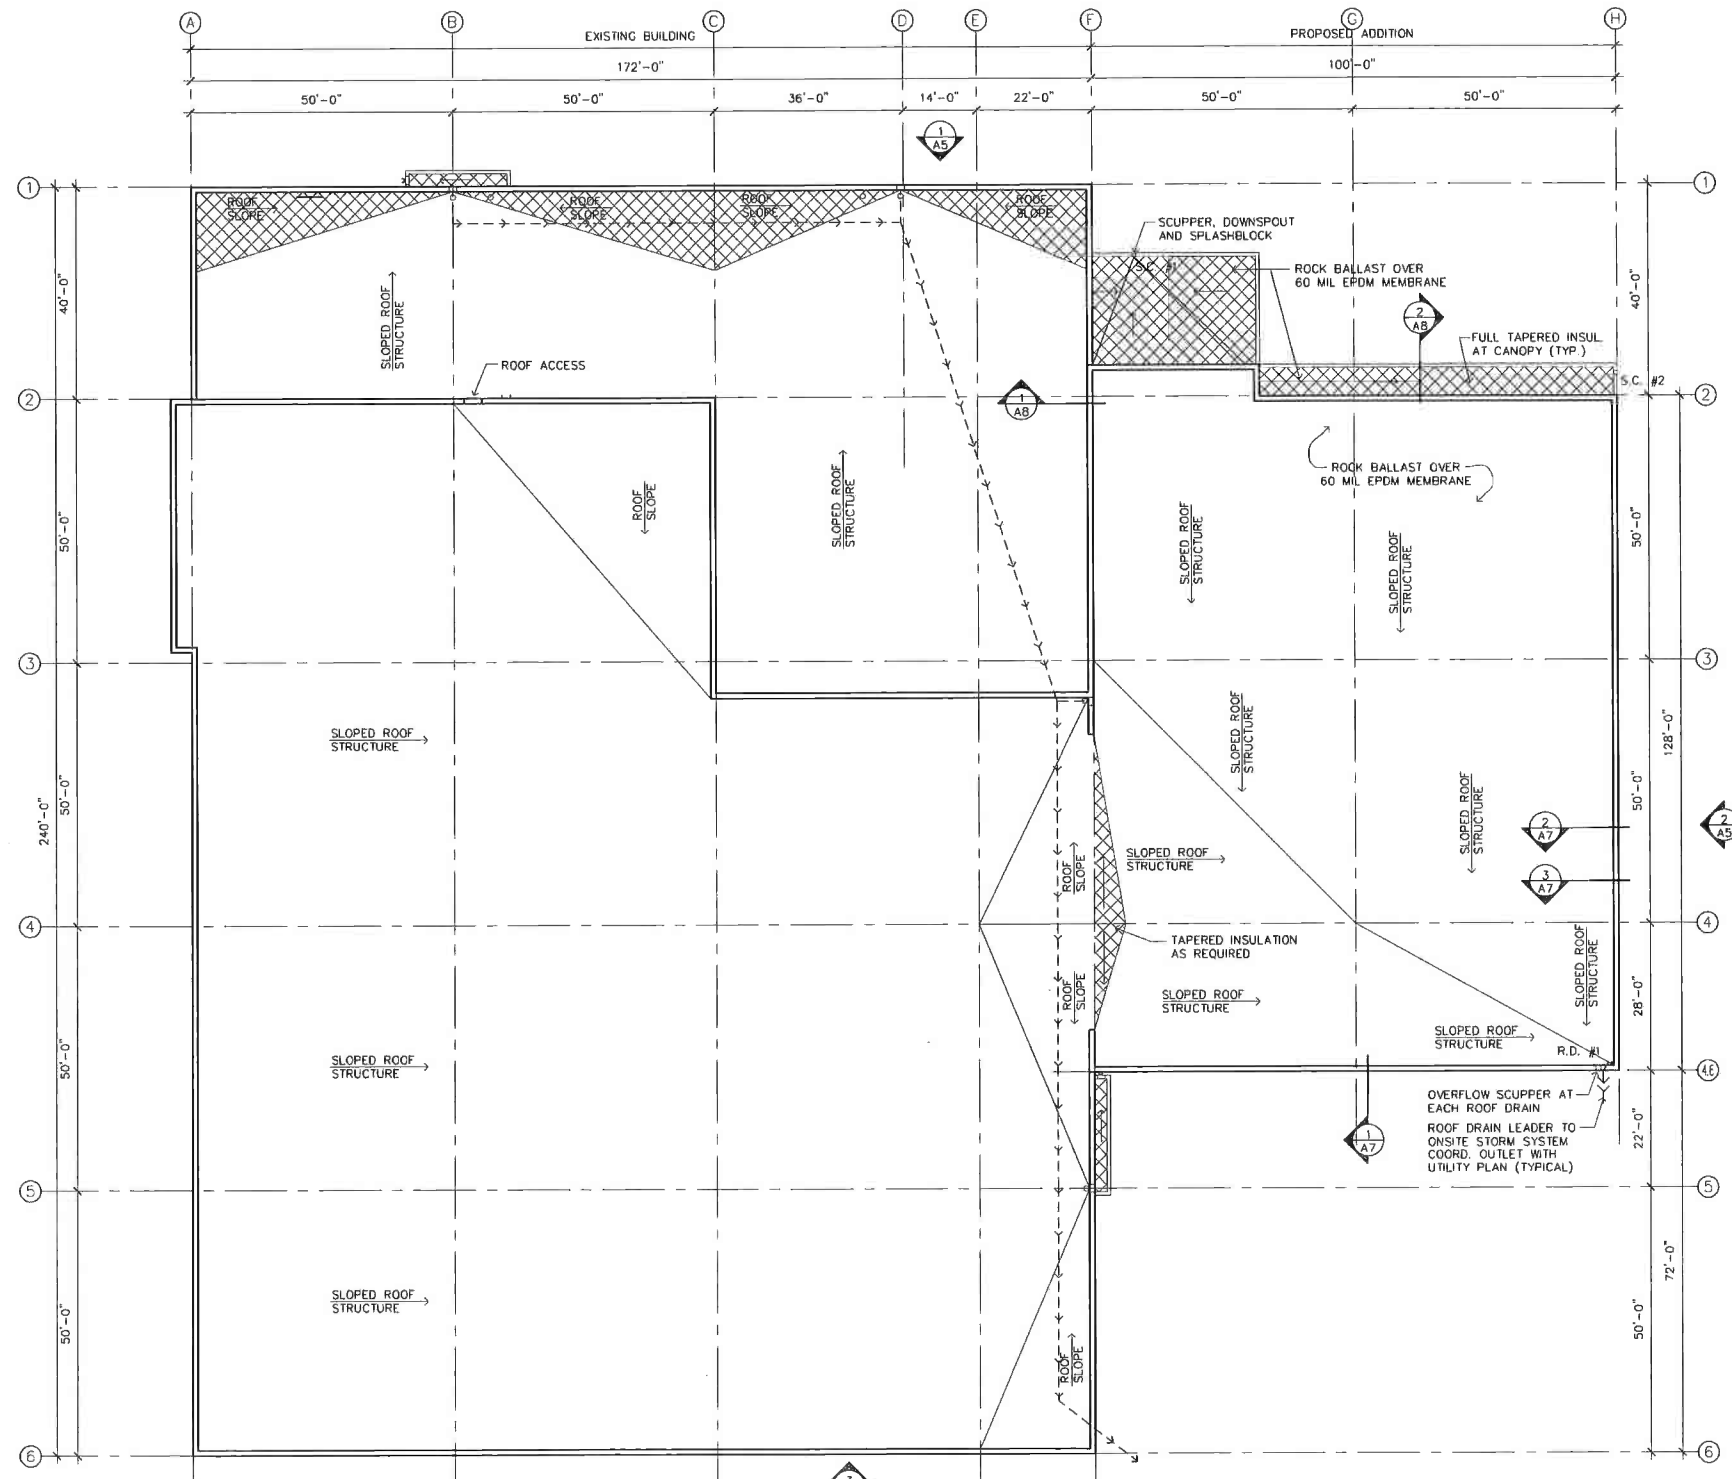 A B C D E F G H
EXISTING BUILDING
PROPOSED ADDITION
172'-0"
100'-0"
50'-0"
50'-0"
36'-0"
14'-0"
22'-0"
50'-0"
50'-0"
1
A5
1
1
ROOF
SLOPE
ROOF
SLOPE
ROOF
SLOPE
ROOF
SLOPE
SCUPPER, DOWNSPOUT
AND SPLASHBLOCK
S.C. #1
ROCK BALLAST OVER
60 MIL EPDM MEMBRANE
40'-0"
40'-0"
2
A8
SLOPED ROOF
STRUCTURE
FULL TAPERED INSUL.
AT CANOPY (TYP.)
ROOF ACCESS
S.C. #2
2
2
1
A8
ROCK BALLAST OVER
60 MIL EPDM MEMBRANE
ROOF
SLOPE
SLOPED ROOF
STRUCTURE
SLOPED ROOF
STRUCTURE
SLOPED ROOF
STRUCTURE
50'-0"
50'-0"
3
3
SLOPED ROOF
STRUCTURE
SLOPED ROOF
STRUCTURE
128'-0"
240'-0"
50'-0"
50'-0"
SLOPED ROOF
STRUCTURE
2
A7
2
A5
SLOPED ROOF
STRUCTURE
ROOF
SLOPE
3
A7
4
4
TAPERED INSULATION
AS REQUIRED
SLOPED ROOF
STRUCTURE
ROOF
SLOPE
SLOPED ROOF
STRUCTURE
28'-0"
SLOPED ROOF
STRUCTURE
R.D. #1
SLOPED ROOF
STRUCTURE
50'-0"
OVERFLOW SCUPPER AT
EACH ROOF DRAIN
ROOF DRAIN LEADER TO
ONSITE STORM SYSTEM
COORD. OUTLET WITH
UTILITY PLAN (TYPICAL)
1
A7
22'-0"
5
5
72'-0"
SLOPED ROOF
STRUCTURE
50'-0"
50'-0"
ROOF
SLOPE
6
6